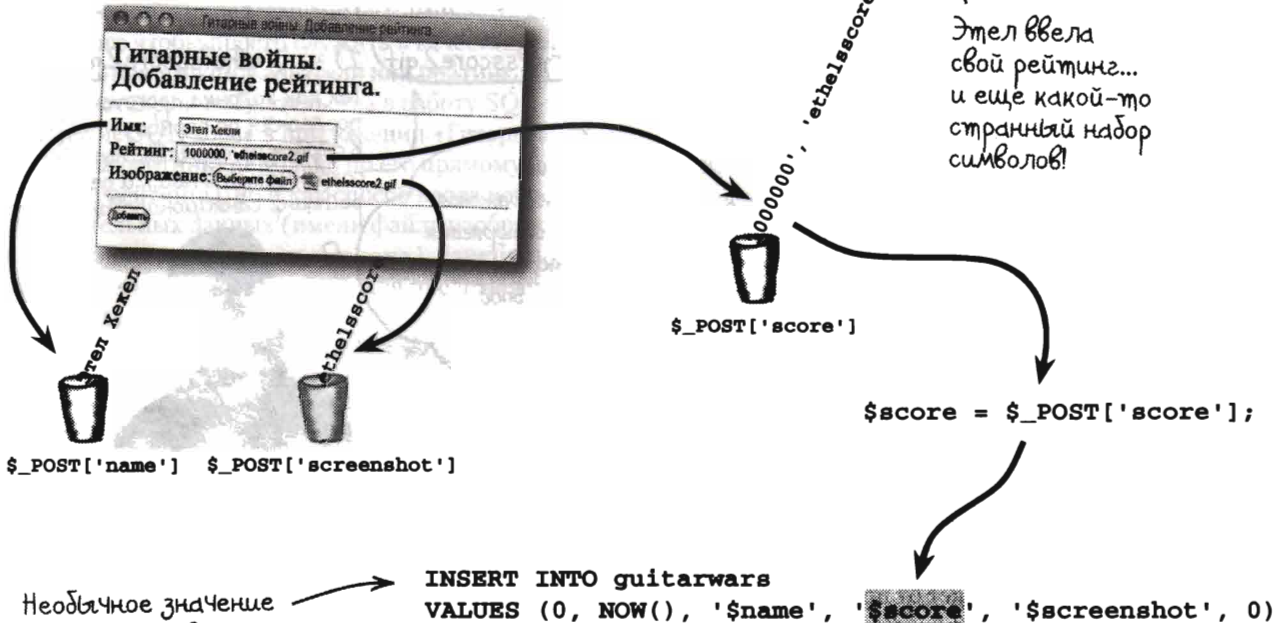 Гитарные войны. Добавление рейтинга
Гитарные войны.
Добавление рейтинга.
Имя: Этел Хекли
Рейтинг: 1000000, 'ethelsscore2.gif
Изображение: Выберите файл ethelsscore2.gif
Добавить
Этел ввела
свой рейтинг...
и еще какой-то
странный набор
символов!
000000', 'ethelsscore
тел Хекел
ethelsscor
$_POST['score']
$_POST['name'] $_POST['screenshot']
$score = $_POST['score'];
Необычное значение
INSERT INTO guitarwars
VALUES (0, NOW(), '$name', '$score', '$screenshot', 0)